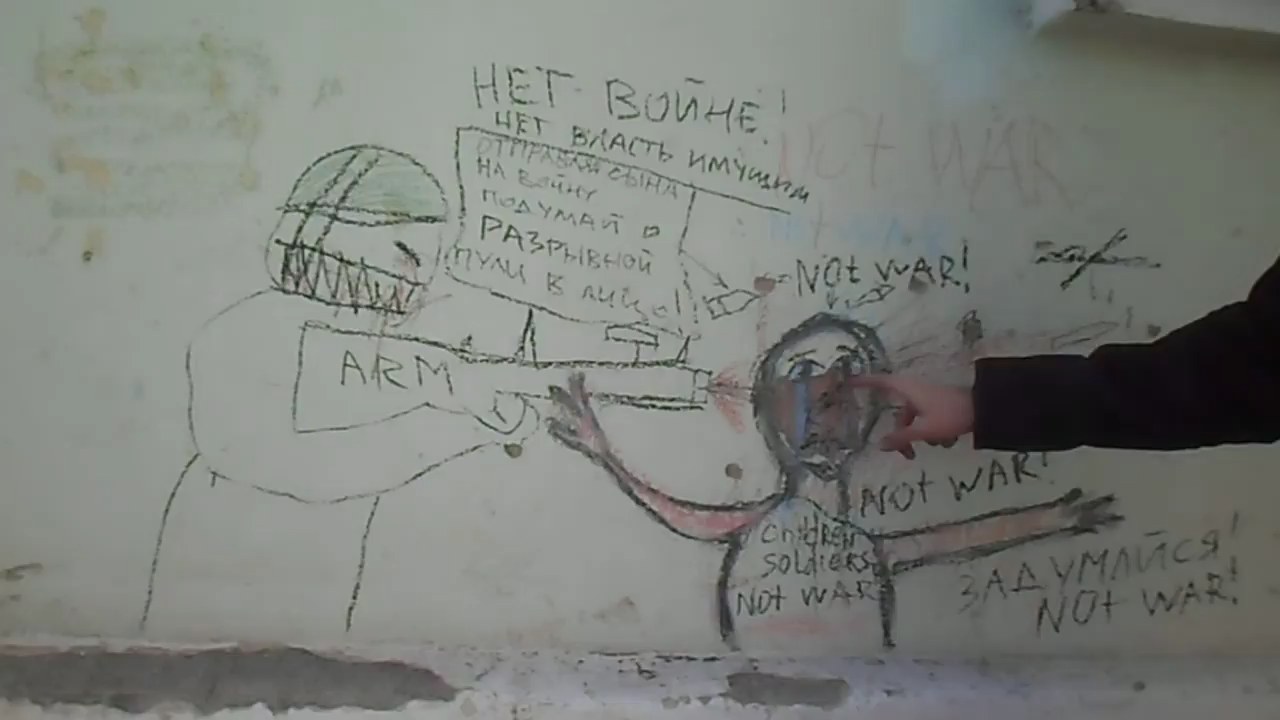 НЕТ ВОЙНЕ!
НЕТ ВЛАСТЬ ИМУЩИМ
ОТПРАВЛЯЯ СЫНА
НА ВОЙНУ
ПОДУМАЙ О
РАЗРЫВНОЙ
ПУЛИ В ЛИЦО!
NOt WAR
NOt WAR!
ARM
NOt WAR!
ChildREN
SOLdiERS
NOt WAR
ЗАДУМАЙСЯ!
NOt WAR!